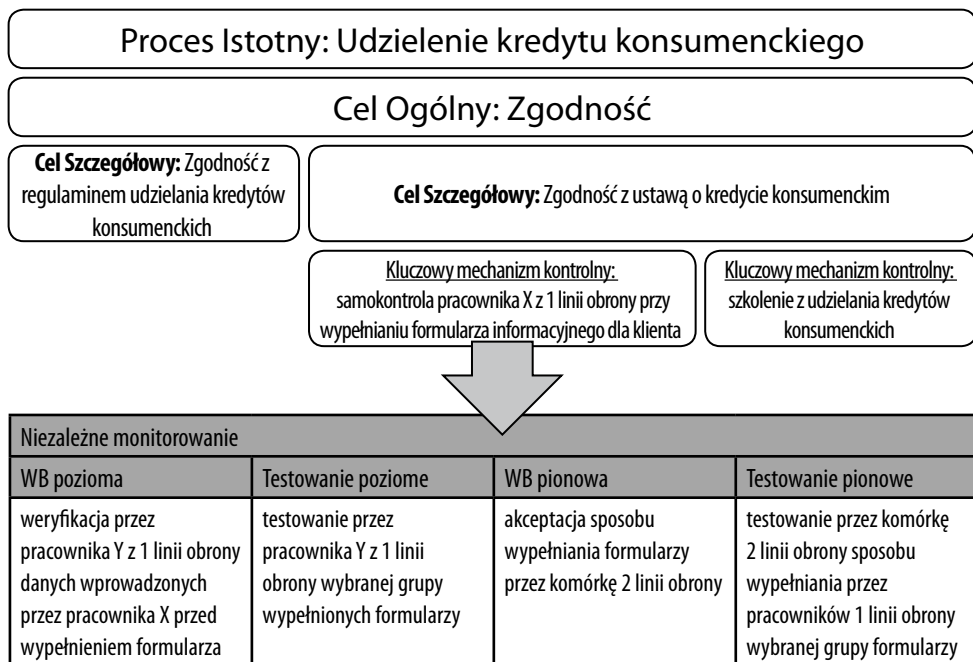 Proces Istotny: Udzielenie kredytu konsumenckiego
Cel Ogólny: Zgodność
Cel Szczegółowy: Zgodność z
regulaminem udzielania kredytów
konsumenckich
Cel Szczegółowy: Zgodność z ustawą o kredycie konsumenckim
Kluczowy mechanizm kontrolny:
samokontrola pracownika X z 1 linii obrony przy
wypełnianiu formularza informacyjnego dla klienta
Kluczowy mechanizm kontrolny:
szkolenie z udzielania kredytów
konsumenckich
Niezależne monitorowanie
WB pozioma
Testowanie poziome
WB pionowa
Testowanie pionowe
weryfikacja przez
pracownika Y z 1 linii obrony
danych wprowadzonych
przez pracownika X przed
wypełnieniem formularza
testowanie przez
pracownika Y z 1 linii
obrony wybranej grupy
wypełnionych formularzy
akceptacja sposobu
wypełniania formularzy
przez komórkę 2 linii obrony
testowanie przez komórkę
2 linii obrony sposobu
wypełniania przez
pracowników 1 linii obrony
wybranej grupy formularzy